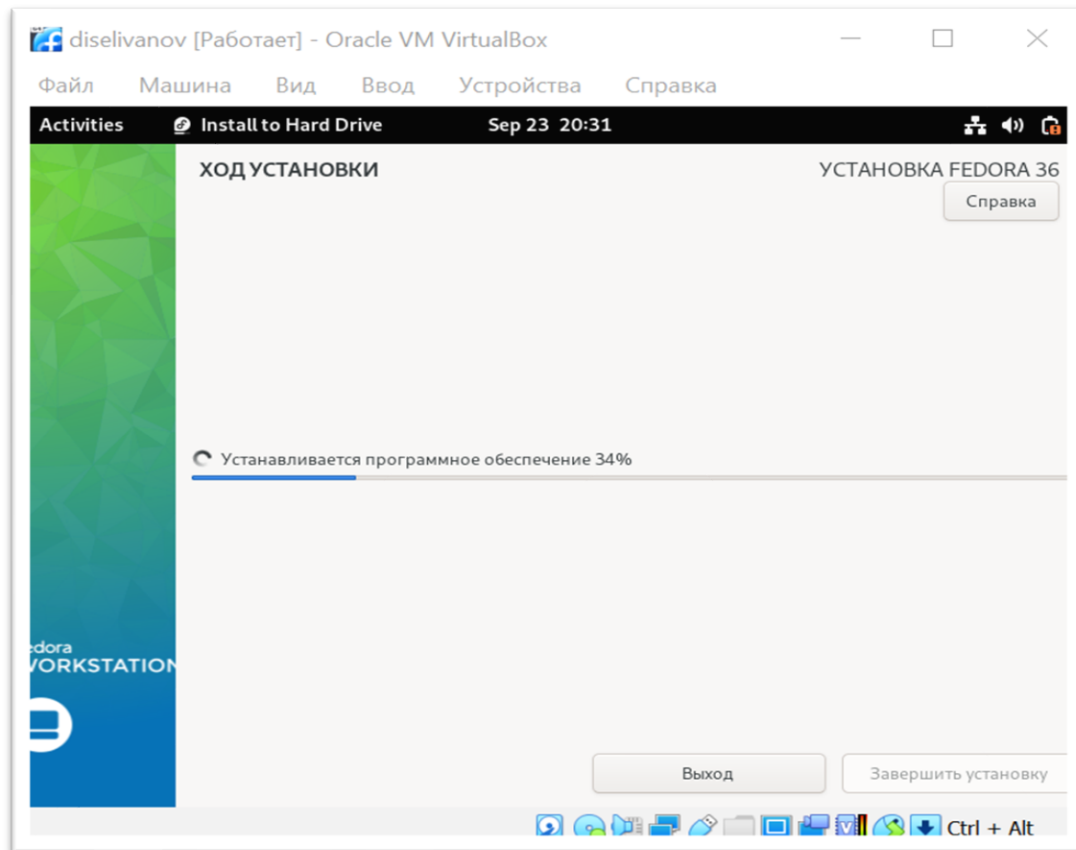 diselivanov [Работает] - Oracle VM VirtualBox
Файл Машина Вид Ввод Устройства Справка
Activities Install to Hard Drive Sep 23 20:31
ХОД УСТАНОВКИ УСТАНОВКА FEDORA 36
Справка
Устанавливается программное обеспечение 34%
edora
WORKSTATION
Выход Завершить установку
Ctrl + Alt